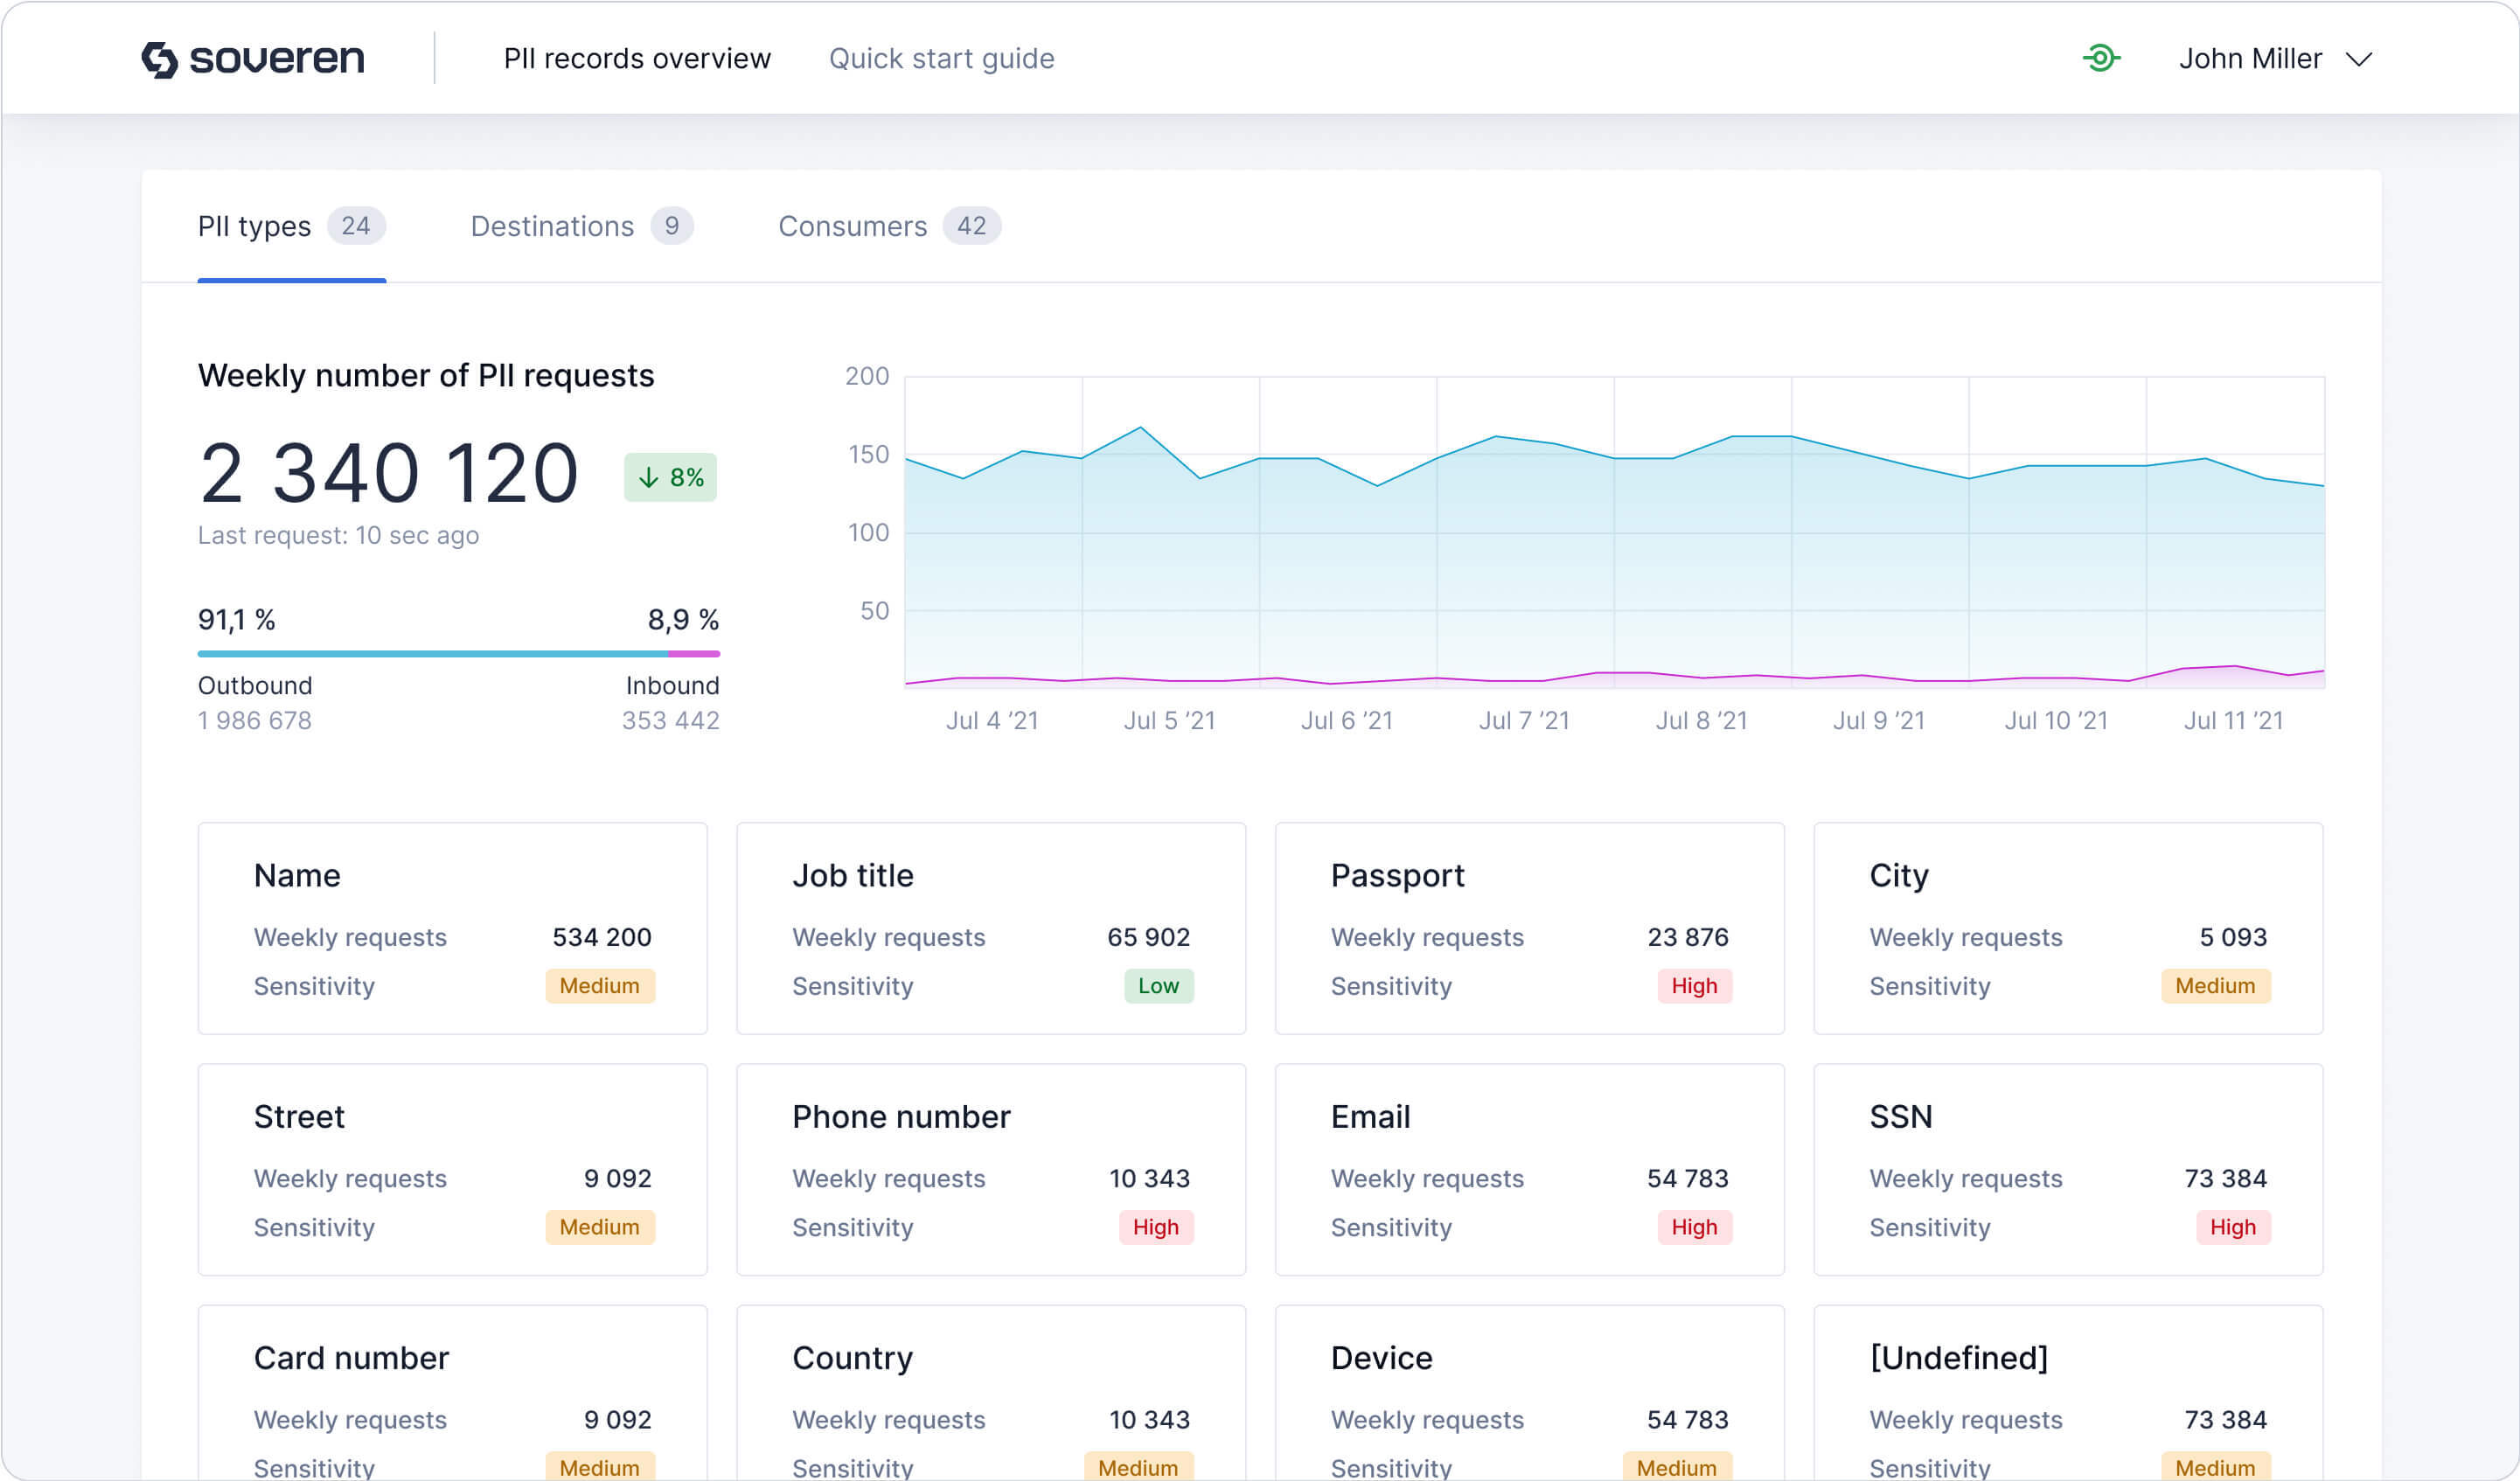 soveren PII records overview Quick start guide John Miller
PII types 24 Destinations 9 Consumers 42
Weekly number of PII requests
2 340 120 ↓ 8%
Last request: 10 sec ago
91,1 % 8,9 %
Outbound Inbound
1 986 678 353 442
200
150
100
50
Jul 4 ’21 Jul 5 ’21 Jul 6 ’21 Jul 7 ’21 Jul 8 ’21 Jul 9 ’21 Jul 10 ’21 Jul 11 ’21
Name
Weekly requests 534 200
Sensitivity Medium
Job title
Weekly requests 65 902
Sensitivity Low
Passport
Weekly requests 23 876
Sensitivity High
City
Weekly requests 5 093
Sensitivity Medium
Street
Weekly requests 9 092
Sensitivity Medium
Phone number
Weekly requests 10 343
Sensitivity High
Email
Weekly requests 54 783
Sensitivity High
SSN
Weekly requests 73 384
Sensitivity High
Card number
Weekly requests 9 092
Sensitivity Medium
Country
Weekly requests 10 343
Sensitivity Medium
Device
Weekly requests 54 783
Sensitivity Medium
[Undefined]
Weekly requests 73 384
Sensitivity Medium